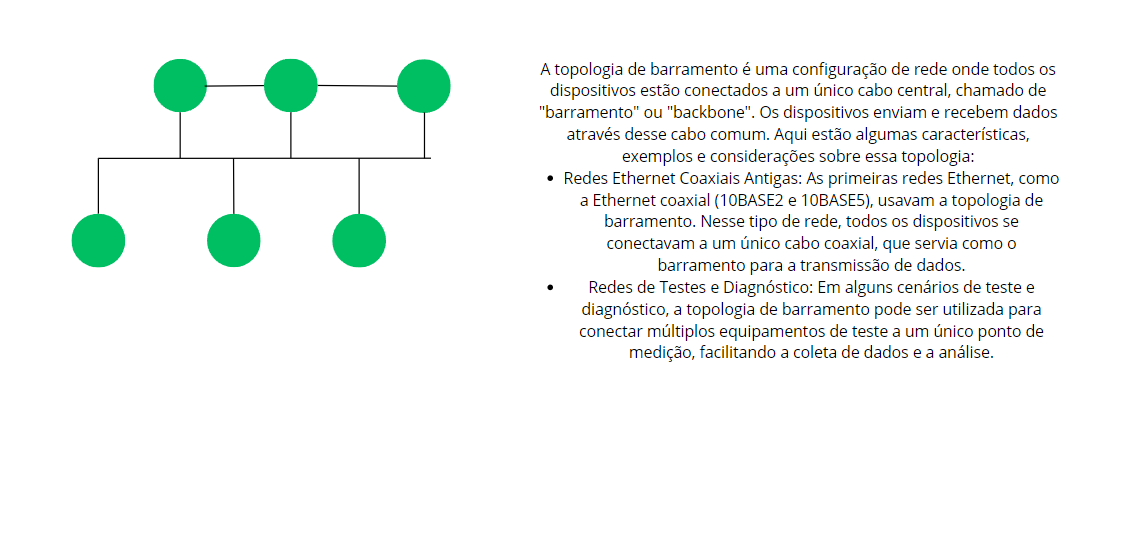 A topologia de barramento é uma configuração de rede onde todos os
dispositivos estão conectados a um único cabo central, chamado de
"barramento" ou "backbone". Os dispositivos enviam e recebem dados
através desse cabo comum. Aqui estão algumas características,
exemplos e considerações sobre essa topologia:
• Redes Ethernet Coaxiais Antigas: As primeiras redes Ethernet, como
a Ethernet coaxial (10BASE2 e 10BASE5), usavam a topologia de
barramento. Nesse tipo de rede, todos os dispositivos se
conectavam a um único cabo coaxial, que servia como o
barramento para a transmissão de dados.
• Redes de Testes e Diagnóstico: Em alguns cenários de teste e
diagnóstico, a topologia de barramento pode ser utilizada para
conectar múltiplos equipamentos de teste a um único ponto de
medição, facilitando a coleta de dados e a análise.